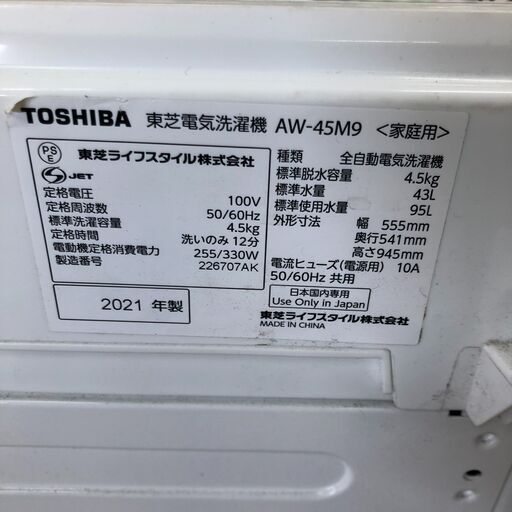 TOSHIBA 東芝電気洗濯機 AW-45M9 <家庭用>
PS
E
東芝ライフスタイル株式会社
JET
定格電圧 100V
定格周波数 50/60Hz
標準洗濯容量 4.5kg
定格時間 洗いのみ 12分
電動機定格消費電力 255/330W
製造番号 226707AK
2021 年製
種類 全自動電気洗濯機
標準脱水容量 4.5kg
標準水量 43L
標準使用水量 95L
外形寸法 幅 555mm
奥行541mm
高さ945mm
電流ヒューズ(電源用) 10A
50/60Hz 共用
日本国内専用
Use Only in Japan
東芝ライフスタイル株式会社
MADE IN CHINA